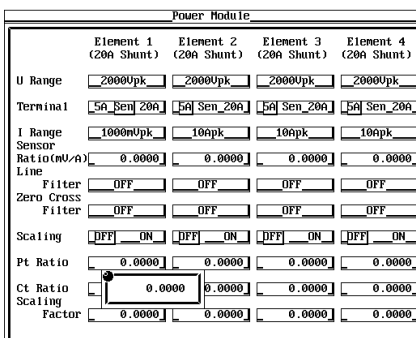 Power Module
Element 1 Element 2 Element 3 Element 4
(20A Shunt) (20A Shunt) (20A Shunt) (20A Shunt)
U Range 2000Vpk 2000Vpk 2000Vpk 2000Vpk
Terminal 5A Sen 20A 5A Sen 20A 5A Sen 20A 5A Sen 20A
I Range 1000mVpk 10Apk 10Apk 10Apk
Sensor
Ratio(mV/A) 0.0000 0.0000 0.0000 0.0000
Line
Filter OFF OFF OFF OFF
Zero Cross
Filter OFF OFF OFF OFF
Scaling OFF ON OFF ON OFF ON OFF ON
Pt Ratio 0.0000 0.0000 0.0000 0.0000
Ct Ratio 0.0000 0.0000 0.0000 0.0000
Scaling
Factor 0.0000 0.0000 0.0000 0.0000